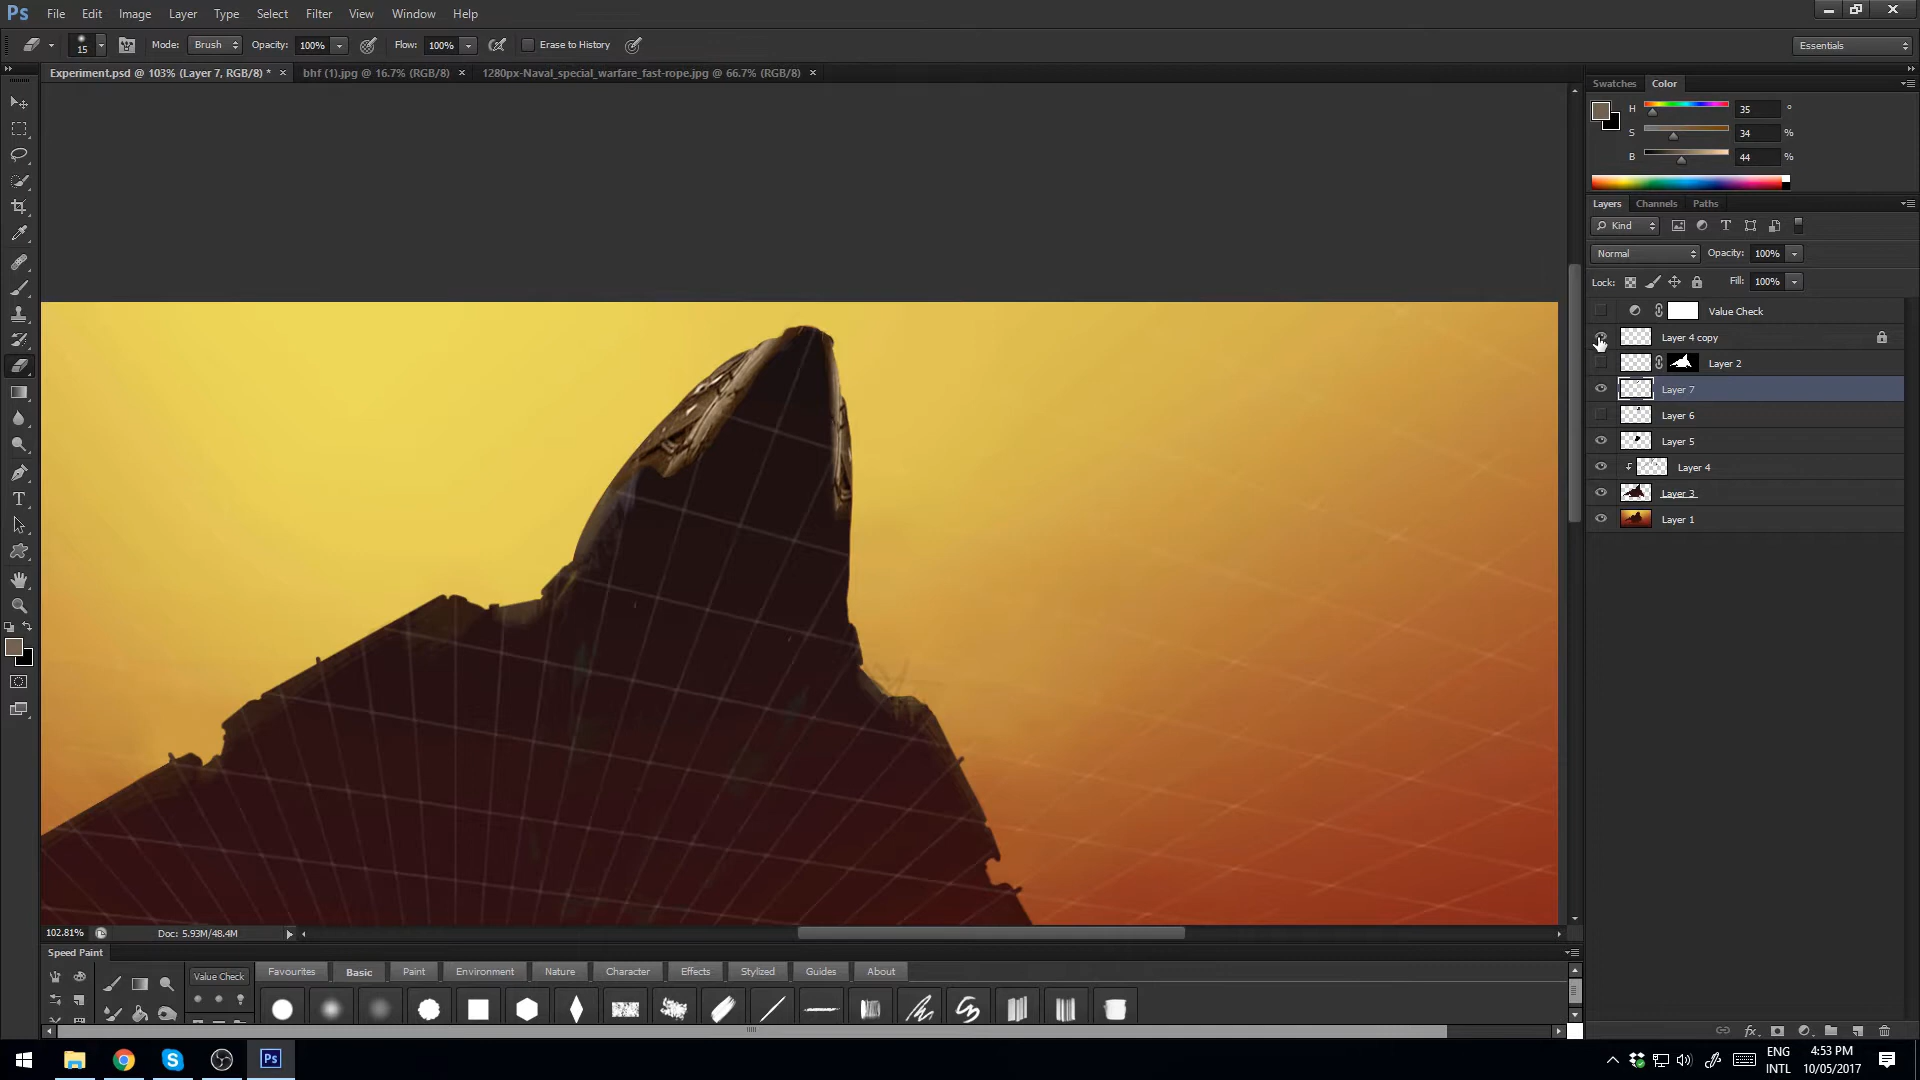 Ps File Edit Image Layer Type Select Filter 3D View Window Help
15 Mode: Brush Opacity: 100% Flow: 100% Erase to History Essentials
Experiment.psd @ 103% (Layer 7, RGB/8) * × bhf (1).jpg @ 16.7% (RGB/8) × 1280px-Naval_special_warfare_fast-rope.jpg @ 66.7% (RGB/8) ×
Swatches Color
H 35 °
S 34 %
B 44 %
Layers Channels Paths
Kind
Normal Opacity: 100%
Lock: Fill: 100%
Value Check
Layer 4 copy
Layer 2
Layer 7
Layer 6
Layer 5
Layer 4
Layer 3
Layer 1
102.81% Doc: 5.93M/48.4M
Speed Paint
Value Check Favourites Basic Paint Environment Nature Character Effects Stylized Guides About
Ps ENG 4:53 PM
INTL 10/05/2017